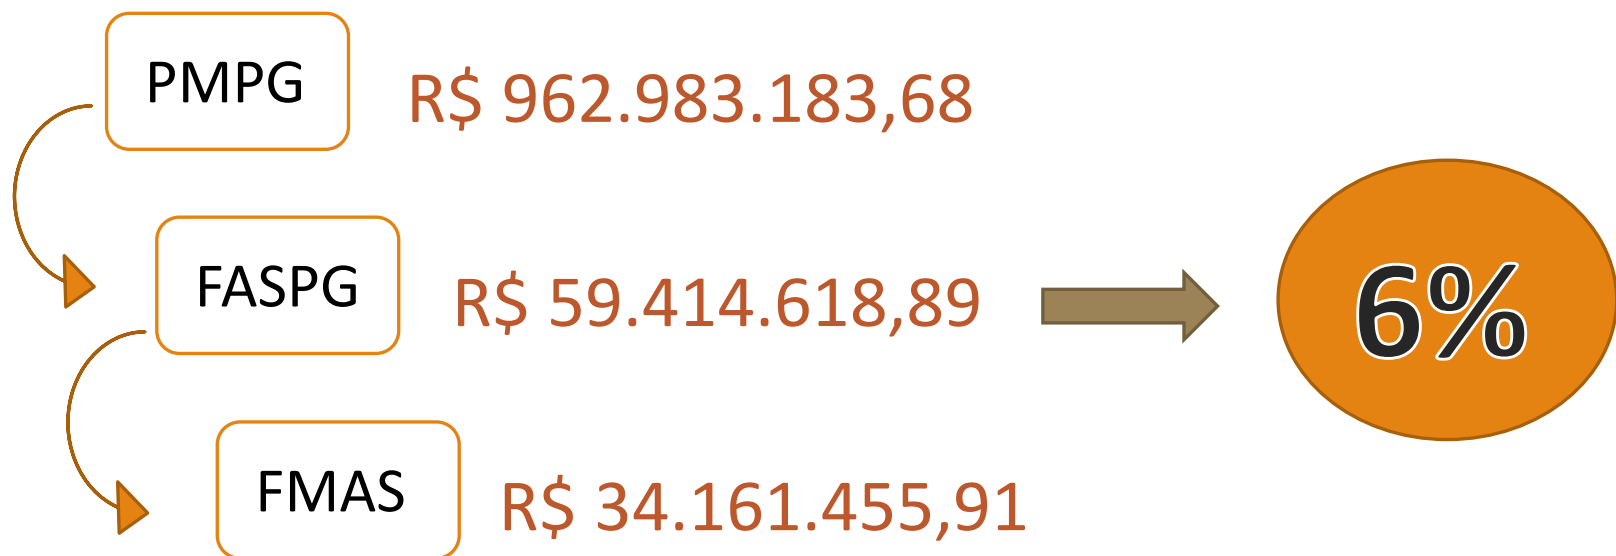 PMPG
R$ 962.983.183,68
FASPG
R$ 59.414.618,89
6%
FMAS
R$ 34.161.455,91